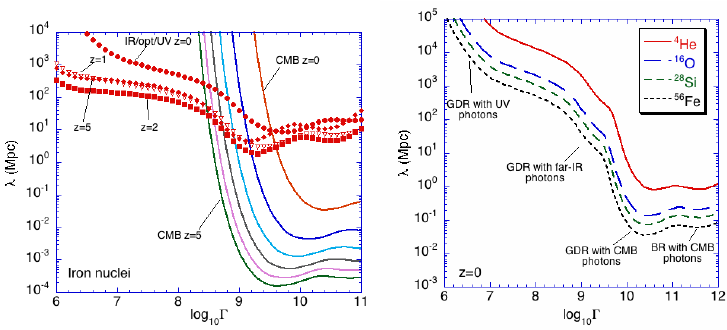 10⁴
10³
10²
10¹
10⁰
10⁻¹
10⁻²
10⁻³
10⁻⁴
λ (Mpc)
IR/opt/UV z=0
z=1
CMB z=0
z=5
z=2
CMB z=5
Iron nuclei
6 7 8 9 10 11
log₁₀Γ
10⁵
10⁴
10³
10²
10¹
10⁰
10⁻¹
10⁻²
10⁻³
λ (Mpc)
⁴He
¹⁶O
²⁸Si
⁵⁶Fe
GDR with UV
photons
GDR with far-IR
photons
GDR with CMB
photons
BR with CMB
photons
z=0
6 7 8 9 10 11 12
log₁₀Γ